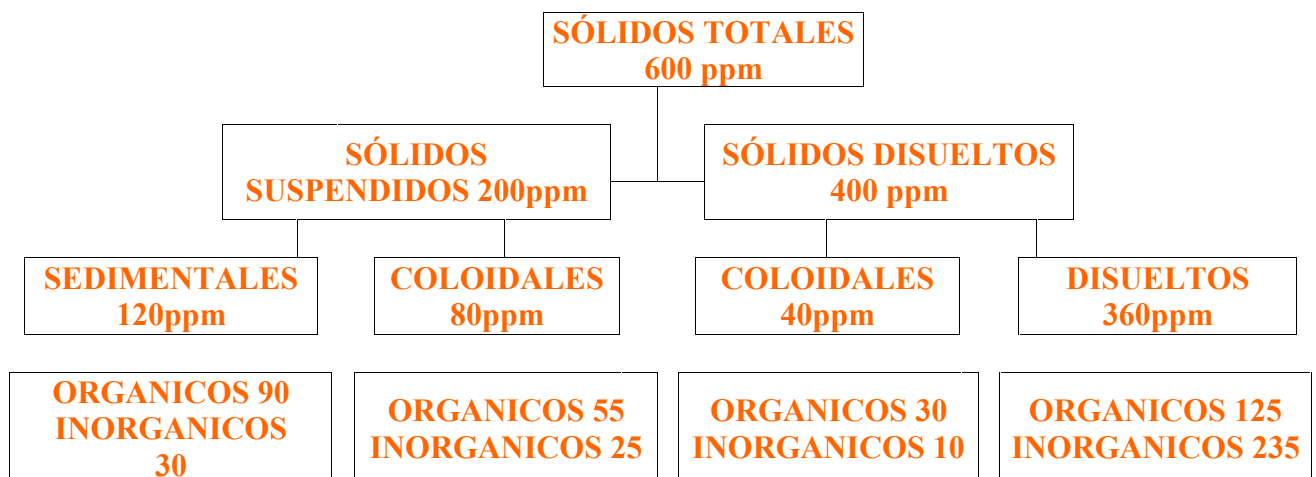 SÓLIDOS TOTALES
600 ppm
SÓLIDOS
SUSPENDIDOS 200ppm
SÓLIDOS DISUELTOS
400 ppm
SEDIMENTALES
120ppm
COLOIDALES
80ppm
COLOIDALES
40ppm
DISUELTOS
360ppm
ORGANICOS 90
INORGANICOS
30
ORGANICOS 55
INORGANICOS 25
ORGANICOS 30
INORGANICOS 10
ORGANICOS 125
INORGANICOS 235